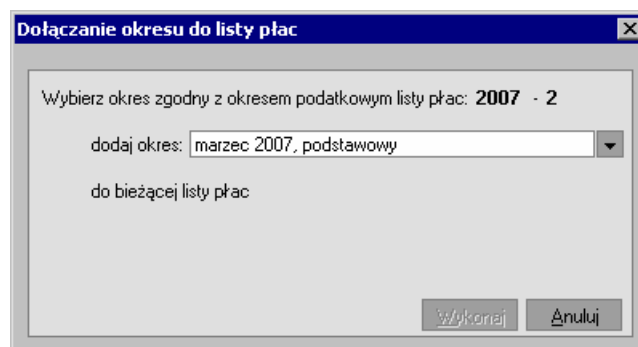 Dołączanie okresu do listy płac
Wybierz okres zgodny z okresem podatkowym listy płac: 2007 - 2
dodaj okres: marzec 2007, podstawowy
do bieżącej listy płac
Wykonaj Anuluj